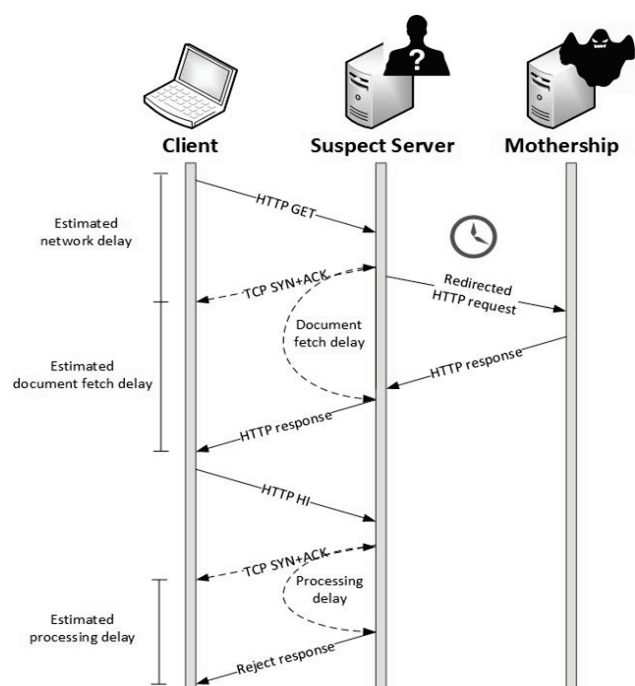 ?
Client
Suspect Server
Mothership
HTTP GET
Estimated
network delay
TCP SYN+ACK
Redirected
HTTP request
Document
fetch delay
Estimated
document fetch delay
HTTP response
HTTP response
HTTP HI
TCP SYN+ACK
Processing
delay
Estimated
processing delay
Reject response